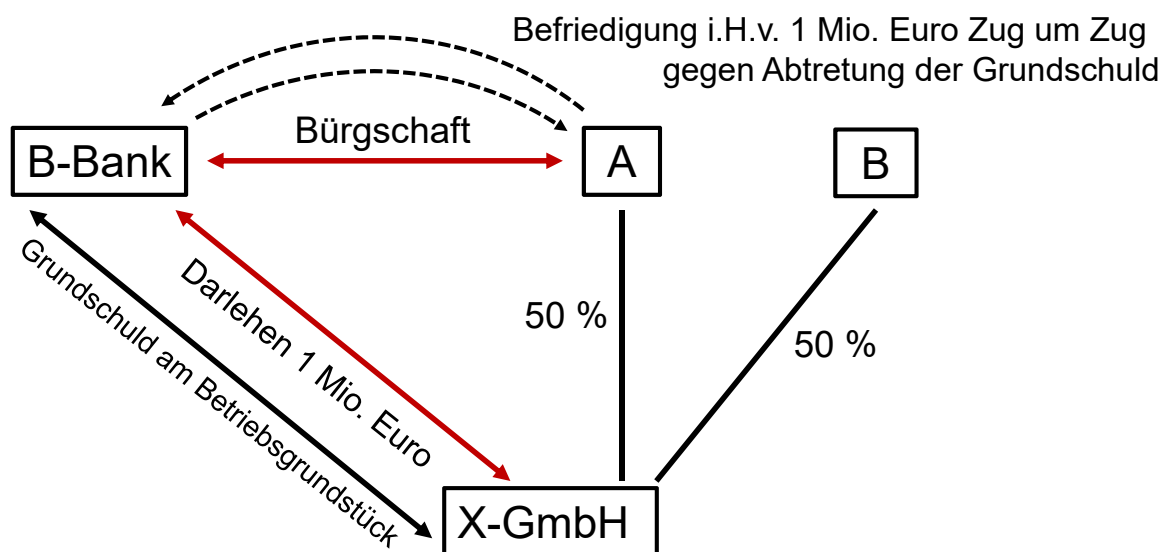 Befriedigung i.H.v. 1 Mio. Euro Zug um Zug
gegen Abtretung der Grundschuld
Bürgschaft
B-Bank
A
B
Grundschuld am Betriebsgrundstück
Darlehen 1 Mio. Euro
50 %
50 %
X-GmbH